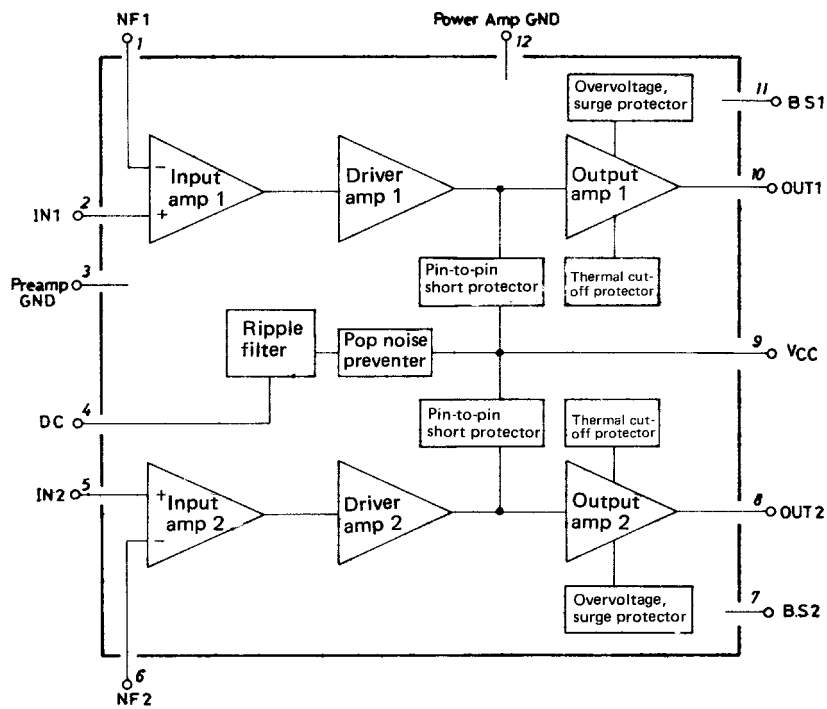 NF1
1
Power Amp GND
12
Overvoltage,
surge protector
11
B.S1
Input
amp 1
Driver
amp 1
Output
amp 1
10
OUT1
−
+
2
IN1
Pin-to-pin
short protector
Thermal cut-
off protector
3
Preamp
GND
Ripple
filter
Pop noise
preventer
9
VCC
4
DC
Pin-to-pin
short protector
Thermal cut-
off protector
5
IN2
+
−
Input
amp 2
Driver
amp 2
Output
amp 2
8
OUT2
Overvoltage,
surge protector
7
B.S2
6
NF2